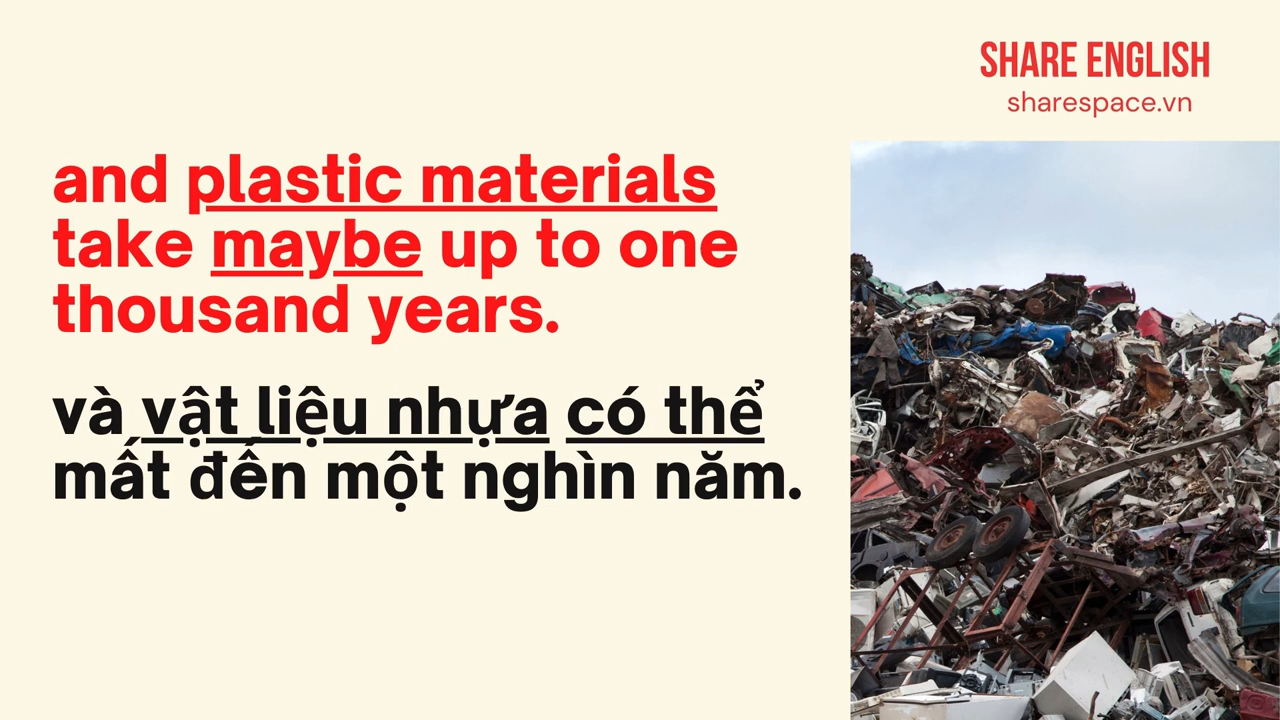 SHARE ENGLISH
sharespace.vn
and plastic materials
take maybe up to one
thousand years.
và vật liệu nhựa có thể
mất đến một nghìn năm.